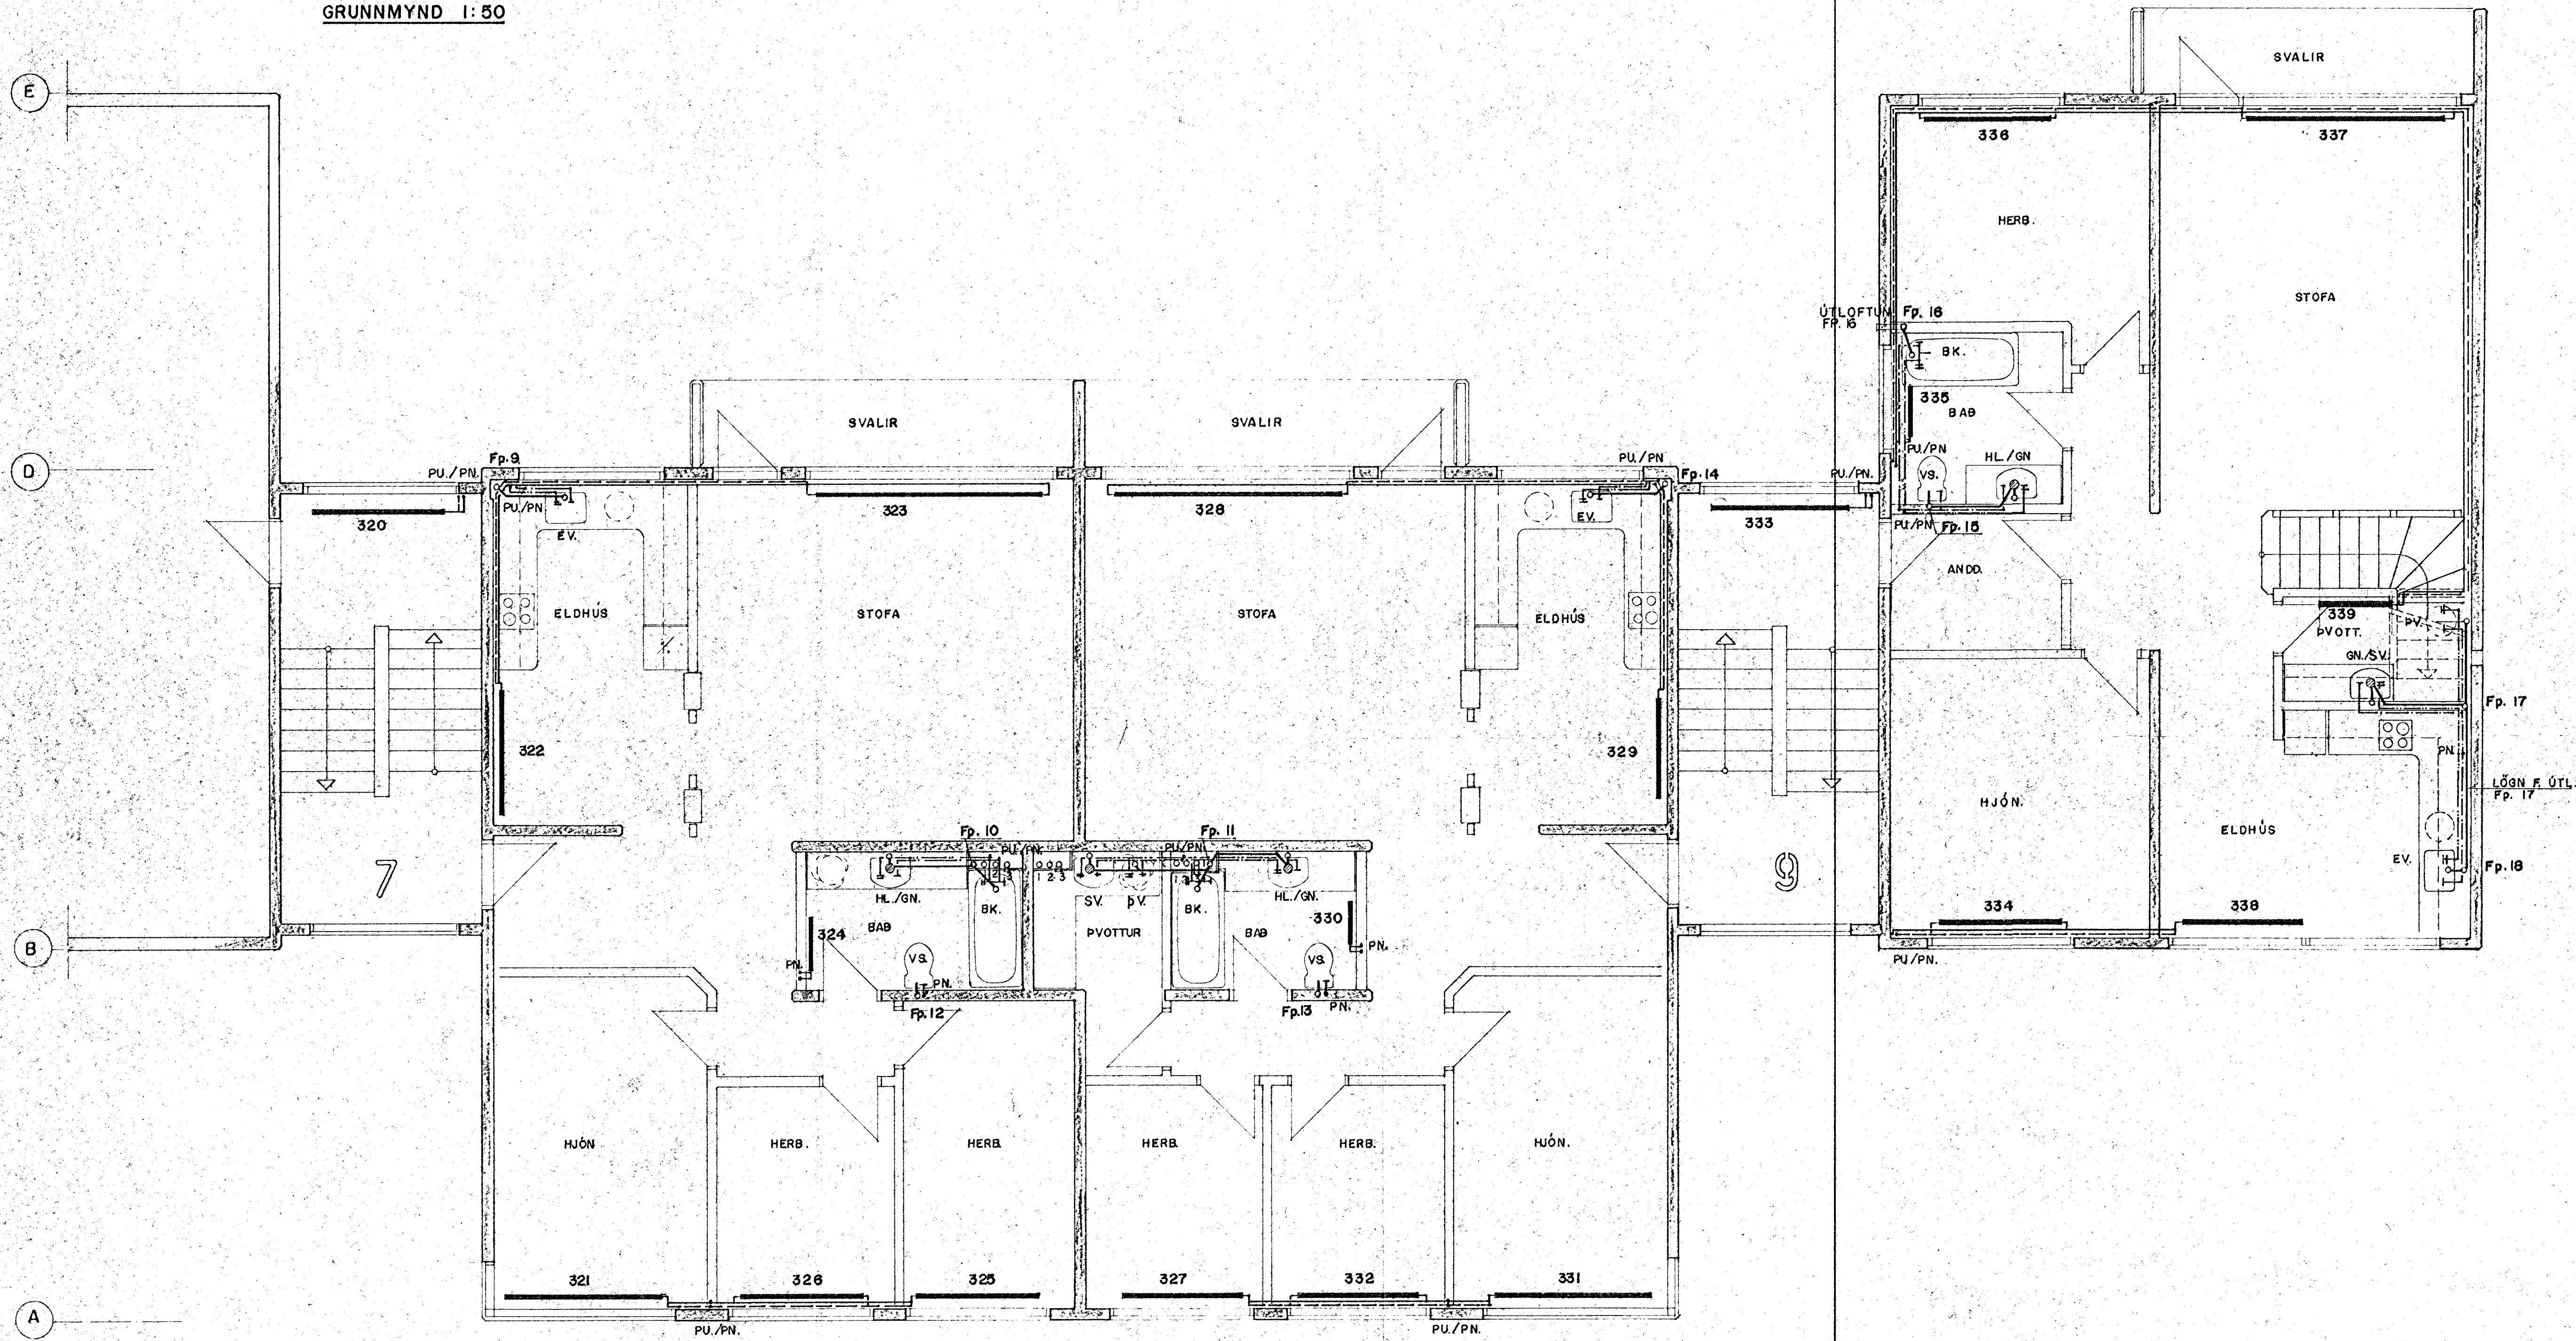 GRUNNMYND 1:50
E
SVALIR
336
337
HERB.
STOFA
ÚTLOFTUN
FP. 16
Fp. 16
BK.
335
BAÐ
SVALIR
SVALIR
PU./PN
HL./GN
VS.
D
PU./PN.
Fp.9
PU./PN
Fp.14
PU./PN.
320
PU./PN
EV.
323
328
EV.
333
PU./PN
Fp.15
ANDD.
ELDHÚS
STOFA
STOFA
ELDHÚS
339
ÞV.
ÞVOTT.
GN./SV.
Fp. 17
322
329
PN.
LÖGN F. ÚTL.
Fp. 17
HJÓN.
ELDHÚS
7
9
Fp. 10
PU./PN.
Fp. 11
PU./PN
1 2 3
EV.
Fp.18
HL./GN.
BK.
SV.
ÞV.
BK.
HL./GN.
324
BAÐ
ÞVOTTUR
BAÐ
330
334
338
B
PN.
VS.
PN.
VS.
PN.
PU./PN.
Fp.12
Fp.13
PN.
HJÓN
HERB.
HERB.
HERB.
HERB.
HJÓN.
321
326
325
327
332
331
A
PU./PN.
PU./PN.